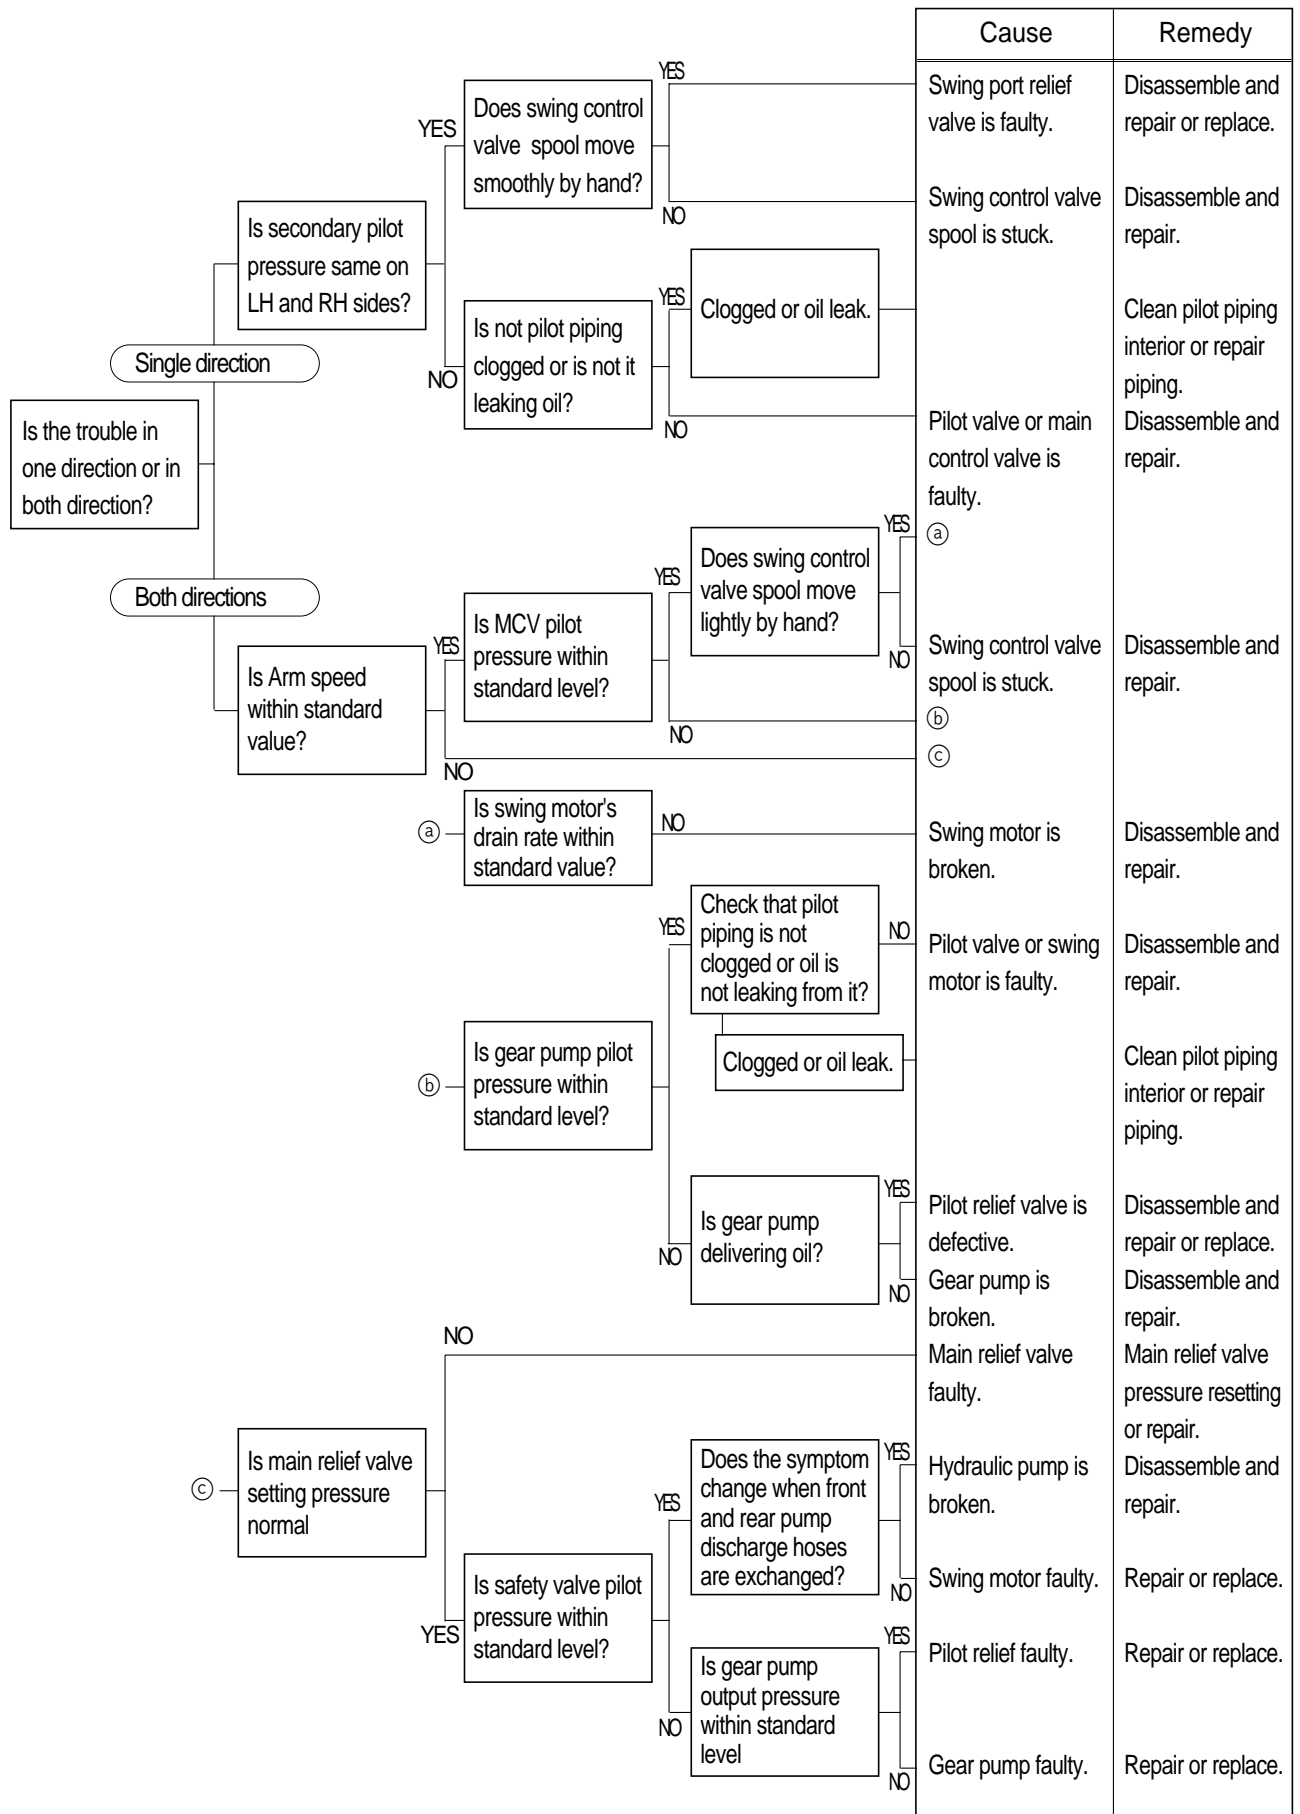 Cause
Remedy
YES
Does swing control
valve spool move
smoothly by hand?
YES
NO
Swing port relief
valve is faulty.
Disassemble and
repair or replace.
Swing control valve
spool is stuck.
Disassemble and
repair.
Is secondary pilot
pressure same on
LH and RH sides?
Is not pilot piping
clogged or is not it
leaking oil?
NO
YES
Clogged or oil leak.
NO
Clean pilot piping
interior or repair
piping.
Pilot valve or main
control valve is
faulty.
Disassemble and
repair.
Single direction
Is the trouble in
one direction or in
both direction?
Both directions
Is Arm speed
within standard
value?
YES
Is MCV pilot
pressure within
standard level?
YES
Does swing control
valve spool move
lightly by hand?
YES
ⓐ
NO
Swing control valve
spool is stuck.
Disassemble and
repair.
NO
ⓑ
NO
ⓒ
ⓐ
Is swing motor's
drain rate within
standard value?
NO
Swing motor is
broken.
Disassemble and
repair.
ⓑ
Is gear pump pilot
pressure within
standard level?
YES
Check that pilot
piping is not
clogged or oil is
not leaking from it?
NO
Pilot valve or swing
motor is faulty.
Disassemble and
repair.
Clogged or oil leak.
Clean pilot piping
interior or repair
piping.
NO
Is gear pump
delivering oil?
YES
Pilot relief valve is
defective.
Disassemble and
repair or replace.
NO
Gear pump is
broken.
Disassemble and
repair.
ⓒ
Is main relief valve
setting pressure
normal
NO
Main relief valve
faulty.
Main relief valve
pressure resetting
or repair.
YES
Is safety valve pilot
pressure within
standard level?
YES
Does the symptom
change when front
and rear pump
discharge hoses
are exchanged?
YES
Hydraulic pump is
broken.
Disassemble and
repair.
NO
Swing motor faulty.
Repair or replace.
NO
Is gear pump
output pressure
within standard
level
YES
Pilot relief faulty.
Repair or replace.
NO
Gear pump faulty.
Repair or replace.